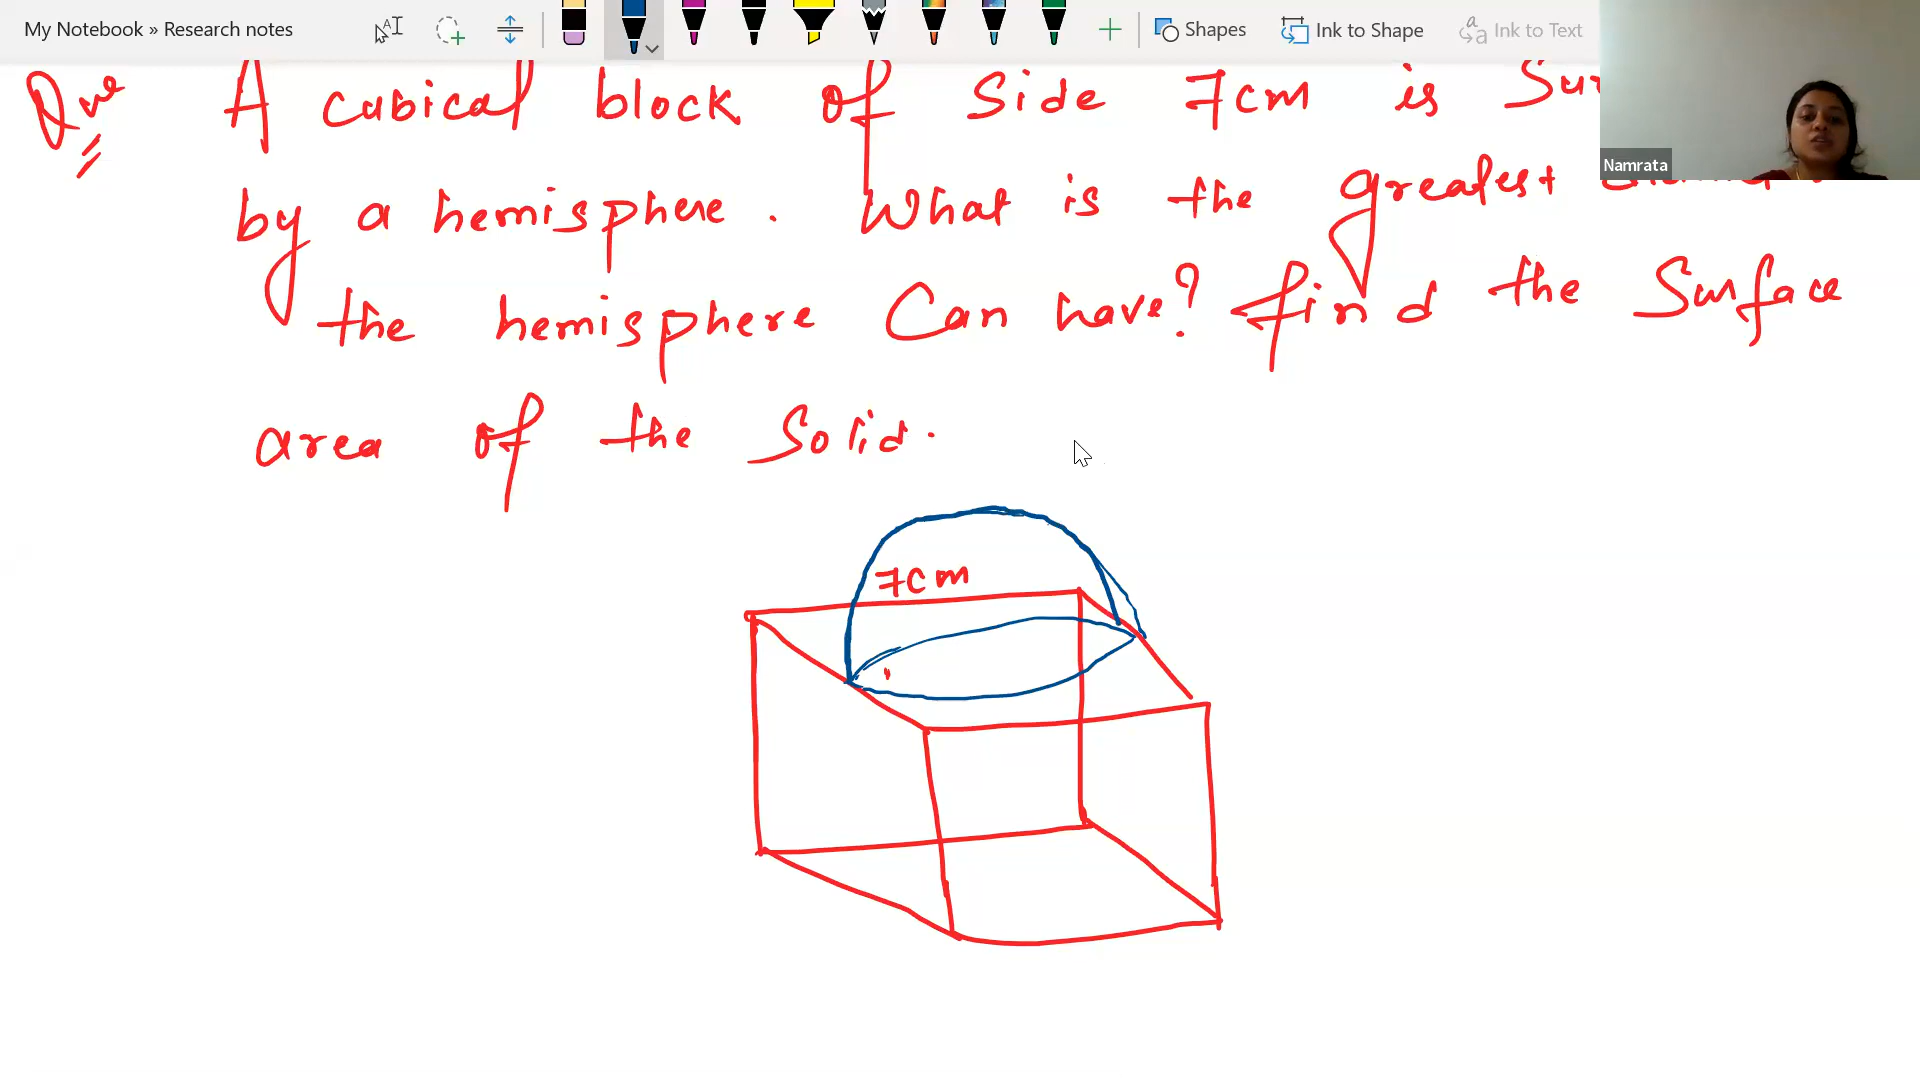 My Notebook » Research notes
Shapes
Ink to Shape
Ink to Text
Namrata
Que A cubical block of side 7cm is
by a hemisphere. What is the greatest
the hemisphere Can have? find the Surface
area of the Solid.
7cm